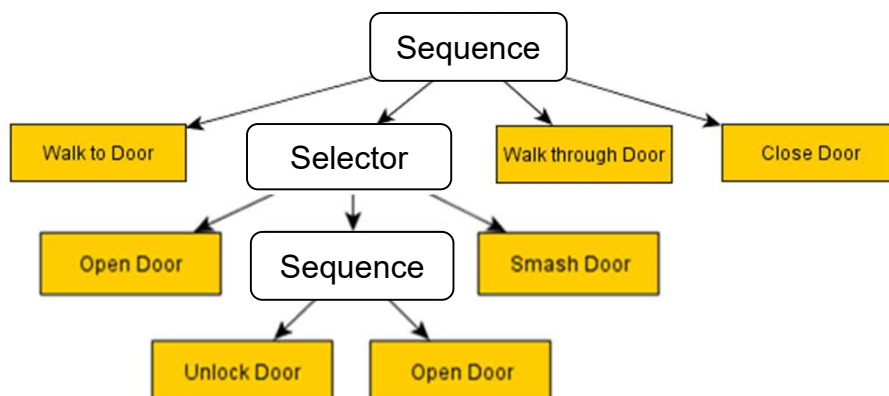 Sequence
Walk to Door
Selector
Walk through Door
Close Door
Open Door
Sequence
Smash Door
Unlock Door
Open Door